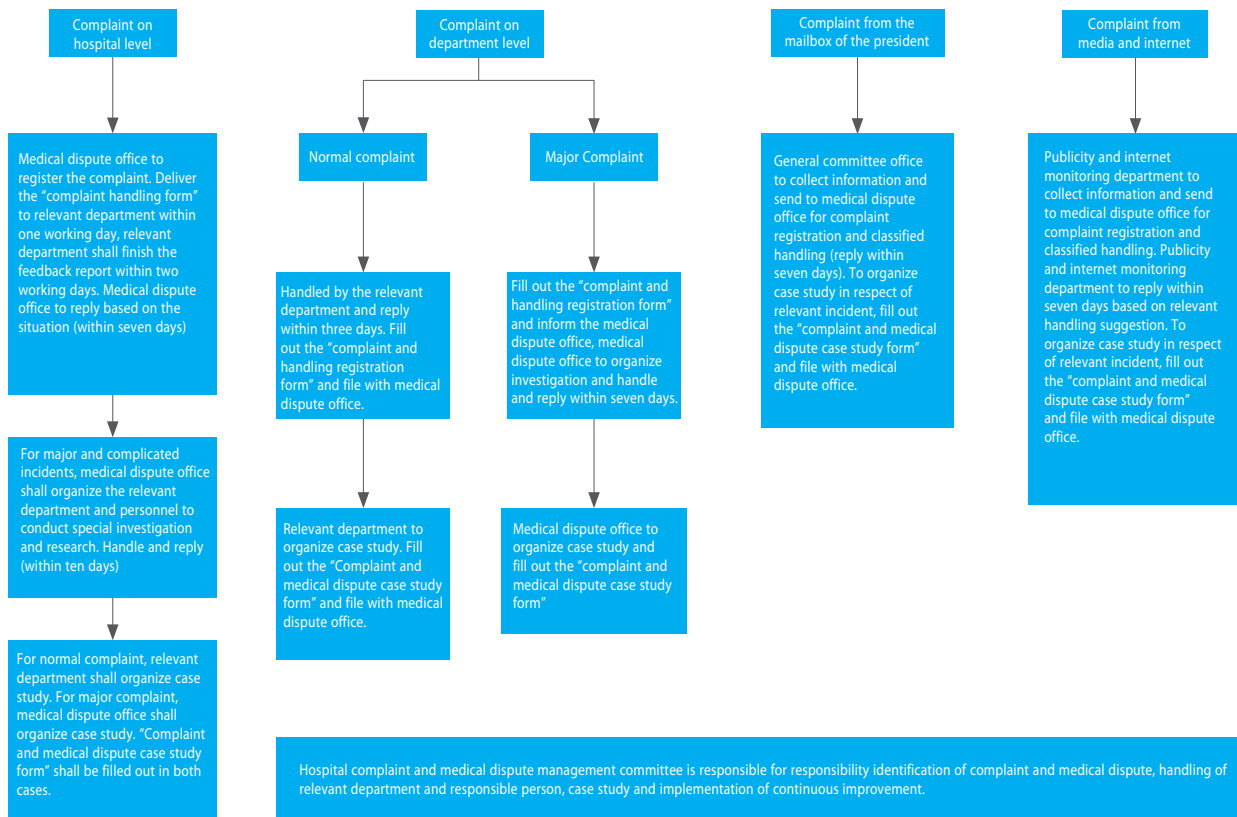 Complaint on
hospital level
Medical dispute office to
register the complaint. Deliver
the “complaint handling form”
to relevant department within
one working day, relevant
department shall finish the
feedback report within two
working days. Medical dispute
office to reply based on the
situation (within seven days)
For major and complicated
incidents, medical dispute office
shall organize the relevant
department and personnel to
conduct special investigation
and research. Handle and reply
(within ten days)
For normal complaint, relevant
department shall organize case
study. For major complaint,
medical dispute office shall
organize case study. “Complaint
and medical dispute case study
form” shall be filled out in both
cases.
Complaint on
department level
Normal complaint
Handled by the relevant
department and reply
within three days. Fill
out the “complaint and
handling registration
form” and file with medical
dispute office.
Relevant department to
organize case study. Fill
out the “Complaint and
medical dispute case study
form” and file with medical
dispute office.
Major Complaint
Fill out the “complaint and
handling registration form”
and inform the medical
dispute office, medical
dispute office to organize
investigation and handle
and reply within seven days.
Medical dispute office to
organize case study and
fill out the “complaint and
medical dispute case study
form”
Complaint from the
mailbox of the president
General committee office
to collect information and
send to medical dispute
office for complaint
registration and classified
handling (reply within
seven days). To organize
case study in respect of
relevant incident, fill out
the “complaint and medical
dispute case study form”
and file with medical
dispute office.
Complaint from
media and internet
Publicity and internet
monitoring department to
collect information and send
to medical dispute office for
complaint registration and
classified handling. Publicity
and internet monitoring
department to reply within
seven days based on relevant
handling suggestion. To
organize case study in respect
of relevant incident, fill out
the “complaint and medical
dispute case study form”
and file with medical dispute
office.
Hospital complaint and medical dispute management committee is responsible for responsibility identification of complaint and medical dispute, handling of
relevant department and responsible person, case study and implementation of continuous improvement.